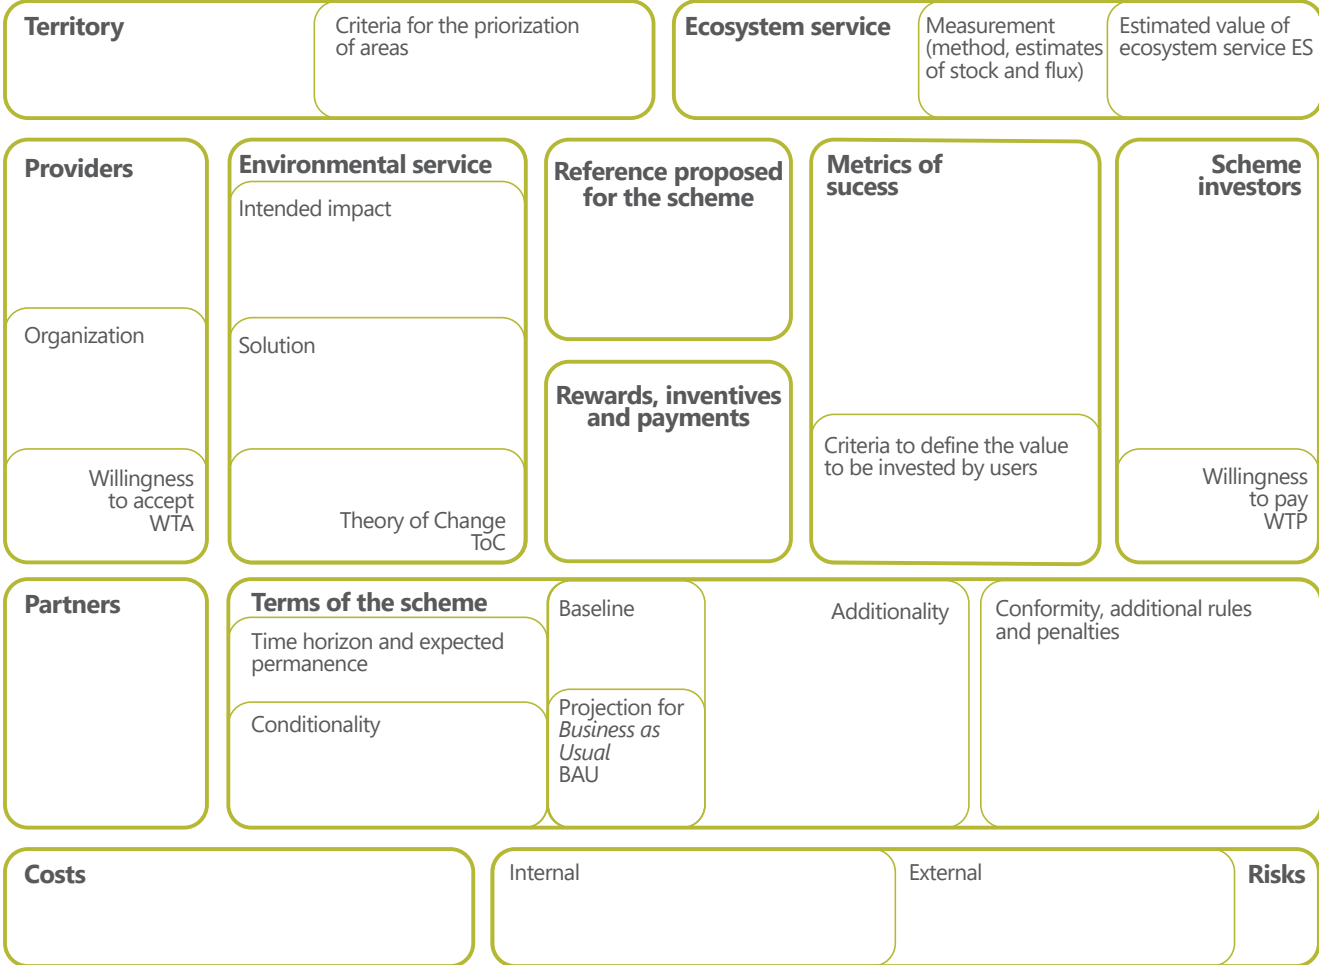 Territory
Criteria for the priorization
of areas
Ecosystem service
Measurement
(method, estimates
of stock and flux)
Estimated value of
ecosystem service ES
Providers
Organization
Willingness
to accept
WTA
Environmental service
Intended impact
Solution
Theory of Change
ToC
Reference proposed
for the scheme
Rewards, inventives
and payments
Metrics of
sucess
Criteria to define the value
to be invested by users
Scheme
investors
Willingness
to pay
WTP
Partners
Terms of the scheme
Time horizon and expected
permanence
Conditionality
Baseline
Projection for
Business as
Usual
BAU
Additionality
Conformity, additional rules
and penalties
Costs
Internal
External
Risks